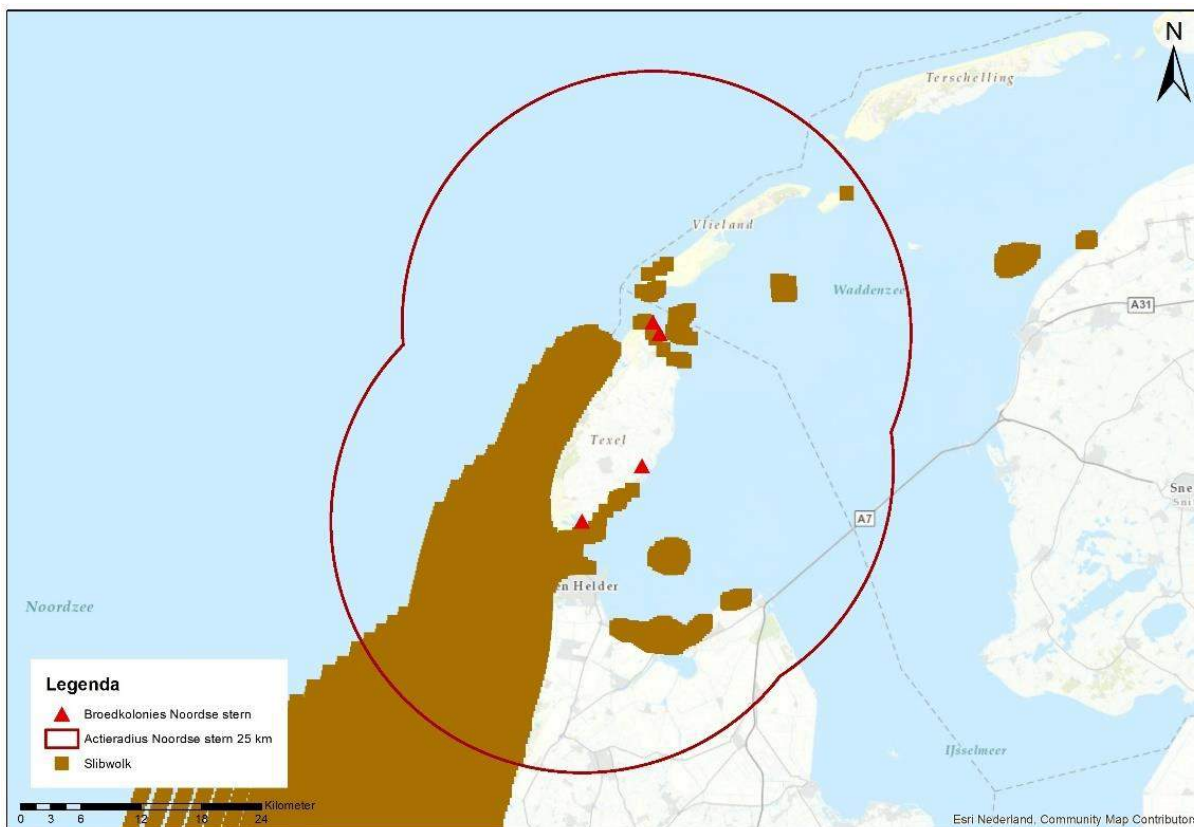 N
Terschelling
Vlieland
Waddenzee
A31
Texel
Sne
A7
en Helder
Noordzee
IJsselmeer
Legenda
Broedkolonies Noordse stern
Actieradius Noordse stern 25 km
Slibwolk
0 3 6 12 18 24 Kilometer
Esri Nederland, Community Map Contributors